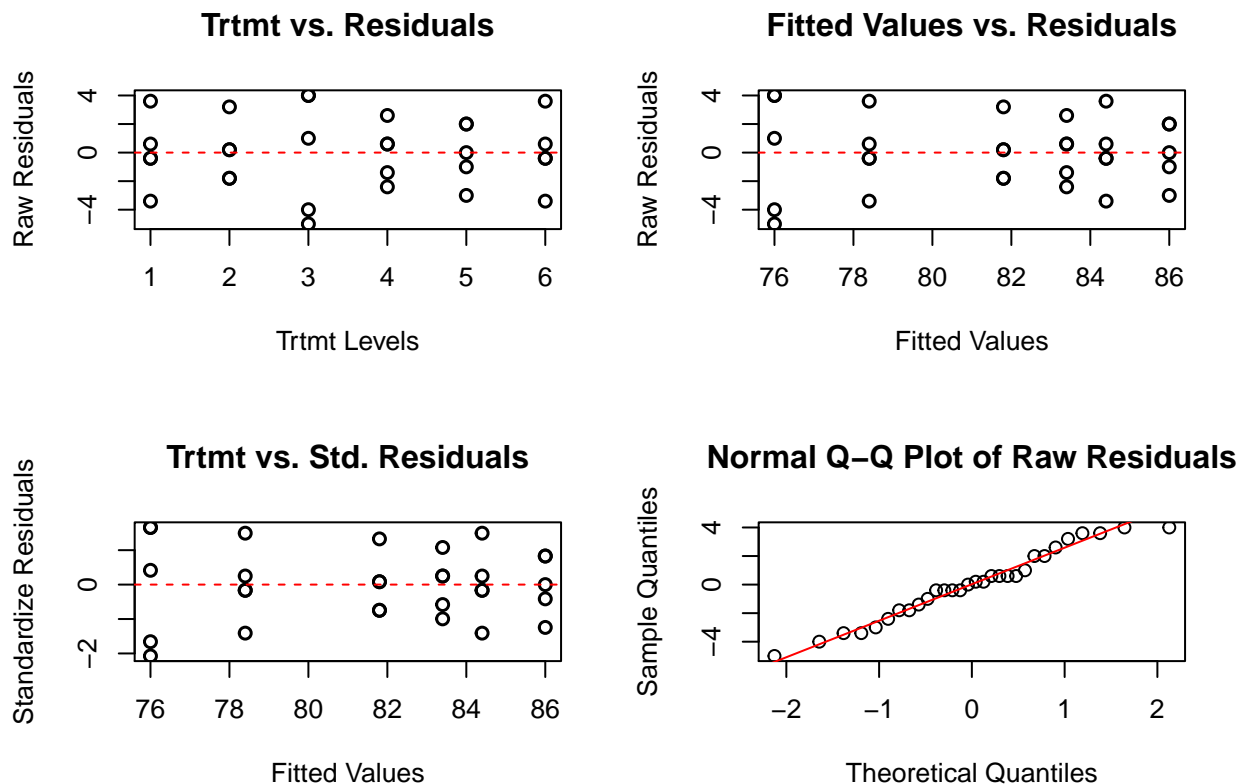 Trtmt vs. Residuals
Raw Residuals
4
0
−4
1 2 3 4 5 6
Trtmt Levels
Fitted Values vs. Residuals
Raw Residuals
4
0
−4
76 78 80 82 84 86
Fitted Values
Trtmt vs. Std. Residuals
Standardize Residuals
0
−2
76 78 80 82 84 86
Fitted Values
Normal Q−Q Plot of Raw Residuals
Sample Quantiles
4
0
−4
−2 −1 0 1 2
Theoretical Quantiles